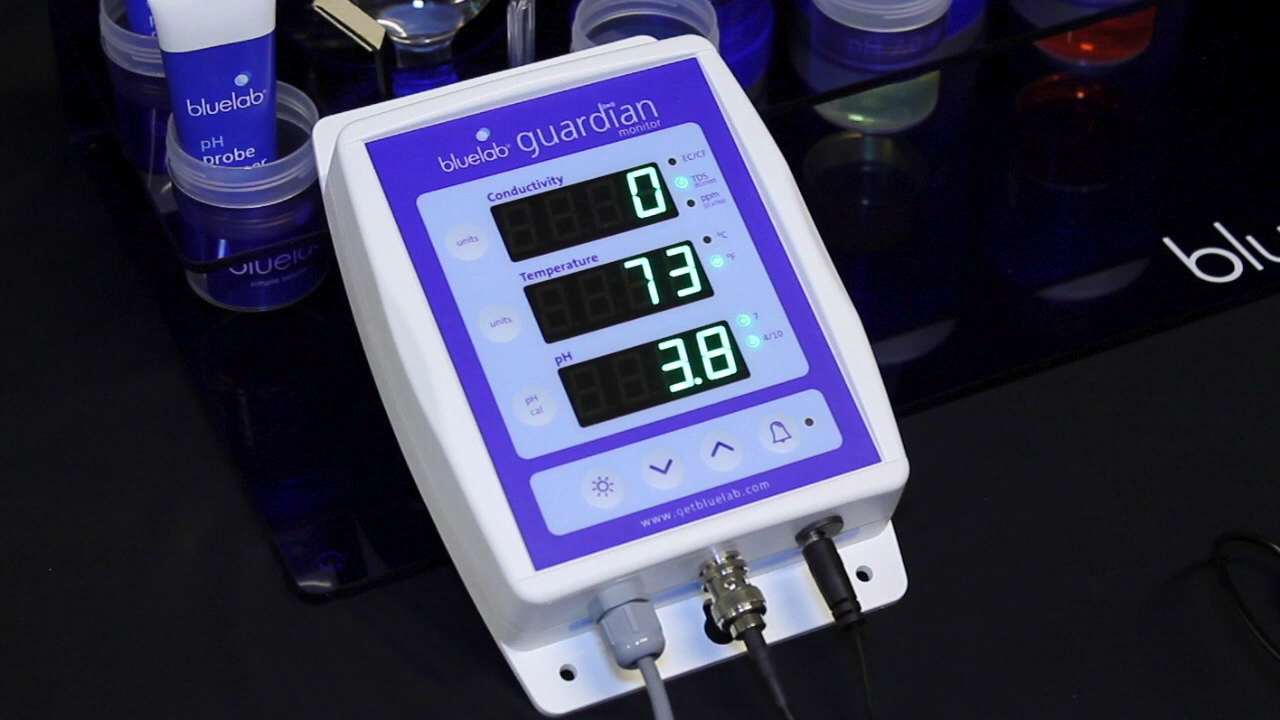 bluelab
pH
probe
bluelab guardian
monitor
Conductivity
0
EC/CF
TDS
ppm
units
Temperature
73
°C
°F
units
pH
3.8
7
4/10
pH
cal
www.getbluelab.com
bluelab
blu